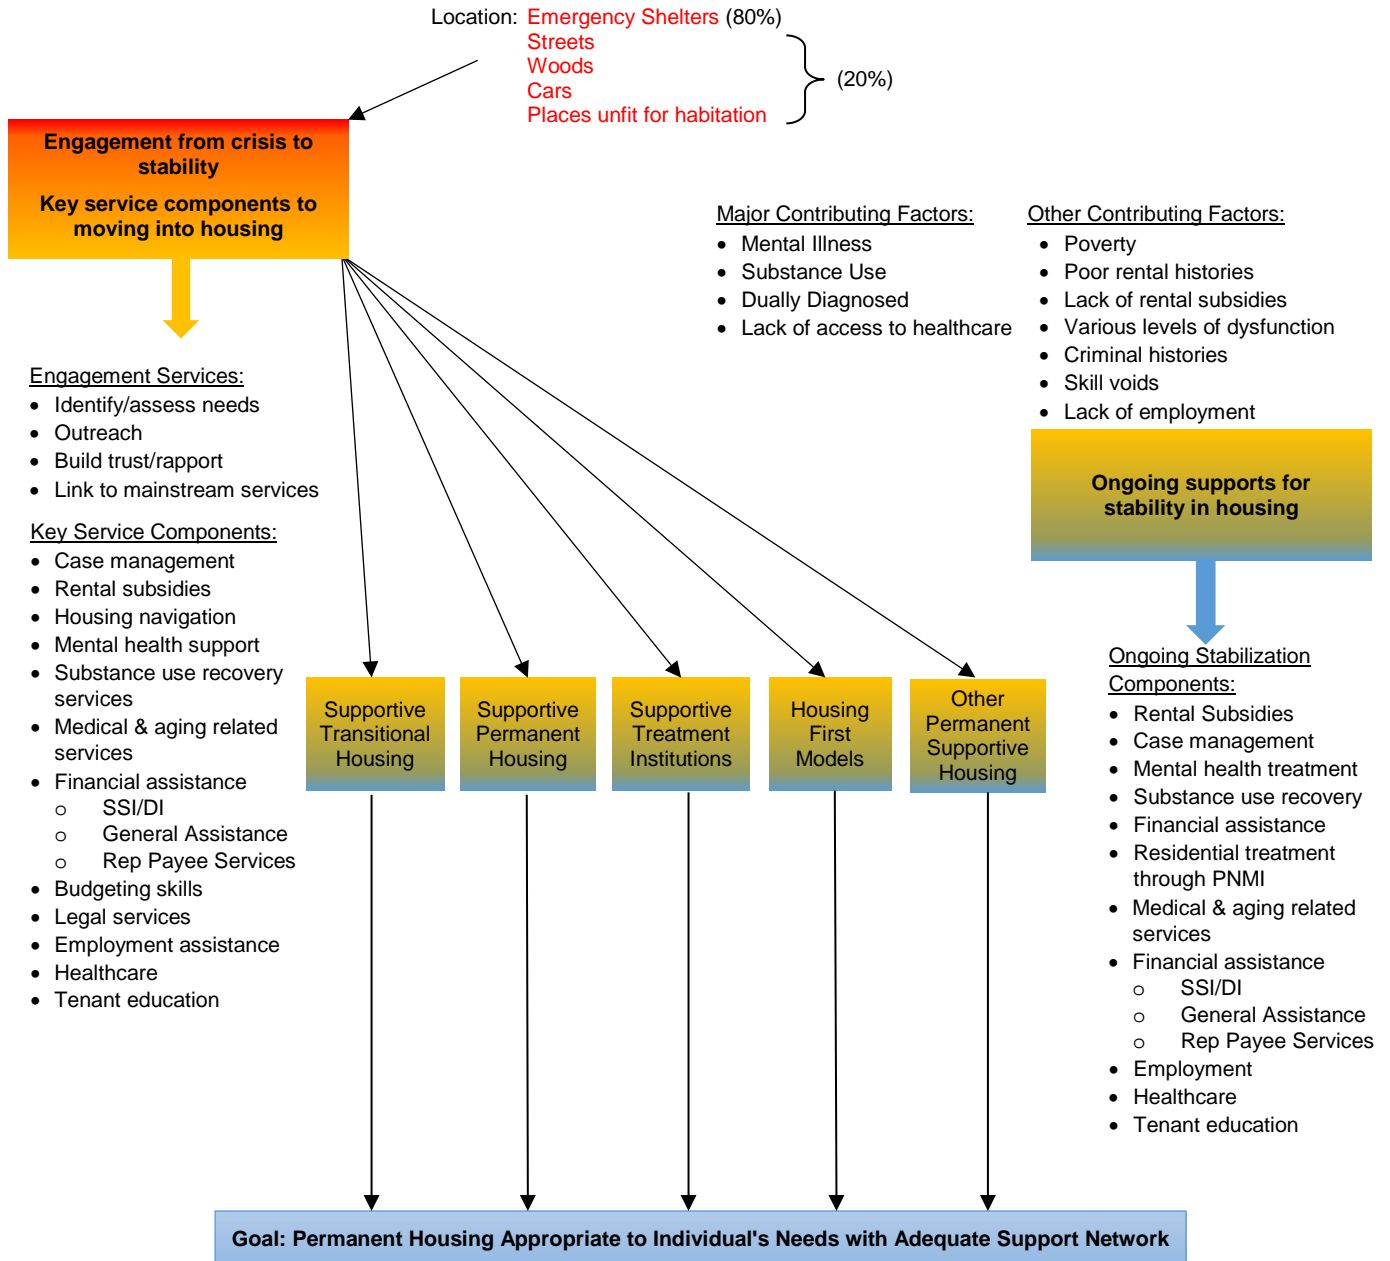 Location: Emergency Shelters (80%)
Streets
Woods
Cars
Places unfit for habitation
(20%)
Engagement from crisis to
stability
Key service components to
moving into housing
Major Contributing Factors:
• Mental Illness
• Substance Use
• Dually Diagnosed
• Lack of access to healthcare
Other Contributing Factors:
• Poverty
• Poor rental histories
• Lack of rental subsidies
• Various levels of dysfunction
• Criminal histories
• Skill voids
• Lack of employment
Engagement Services:
• Identify/assess needs
• Outreach
• Build trust/rapport
• Link to mainstream services
Key Service Components:
• Case management
• Rental subsidies
• Housing navigation
• Mental health support
• Substance use recovery
services
• Medical & aging related
services
• Financial assistance
o SSI/DI
o General Assistance
o Rep Payee Services
• Budgeting skills
• Legal services
• Employment assistance
• Healthcare
• Tenant education
Supportive
Transitional
Housing
Supportive
Permanent
Housing
Supportive
Treatment
Institutions
Housing
First
Models
Other
Permanent
Supportive
Housing
Ongoing supports for
stability in housing
Ongoing Stabilization
Components:
• Rental Subsidies
• Case management
• Mental health treatment
• Substance use recovery
• Financial assistance
• Residential treatment
through PNMI
• Medical & aging related
services
• Financial assistance
o SSI/DI
o General Assistance
o Rep Payee Services
• Employment
• Healthcare
• Tenant education
Goal: Permanent Housing Appropriate to Individual's Needs with Adequate Support Network